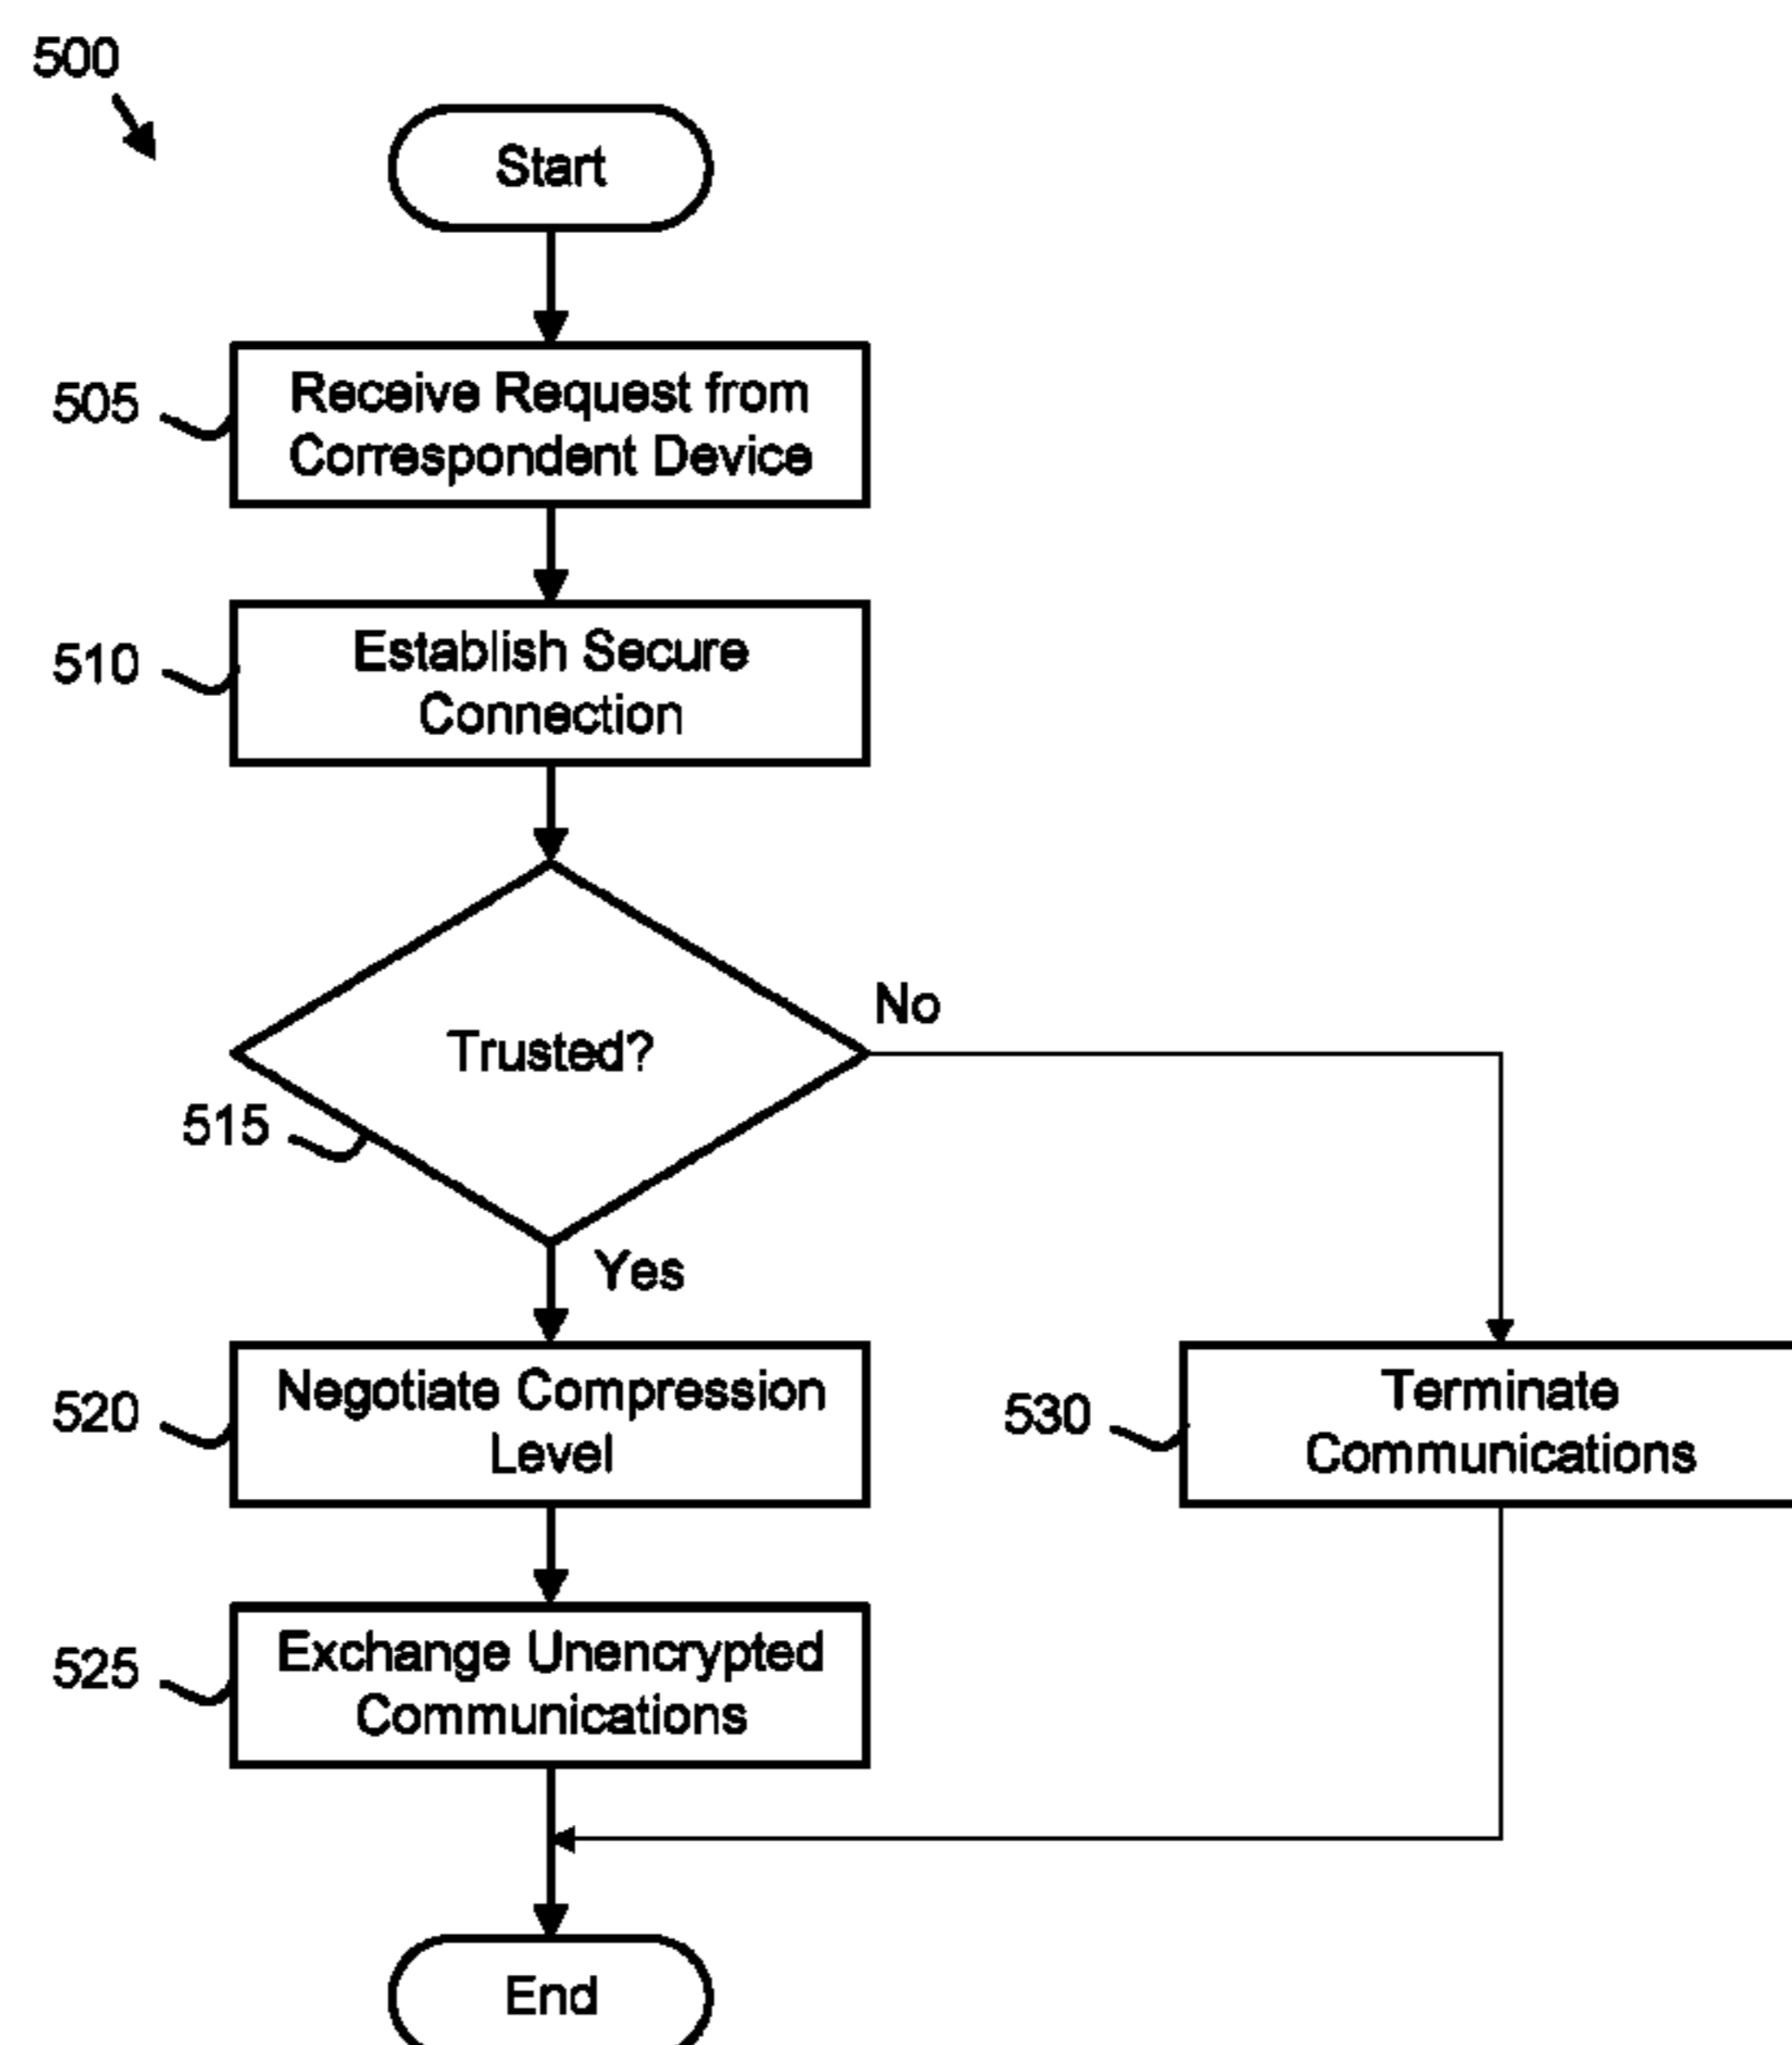 500
Start
505
Receive Request from
Correspondent Device
510
Establish Secure
Connection
Trusted?
No
515
Yes
520
Negotiate Compression
Level
530
Terminate
Communications
525
Exchange Unencrypted
Communications
End